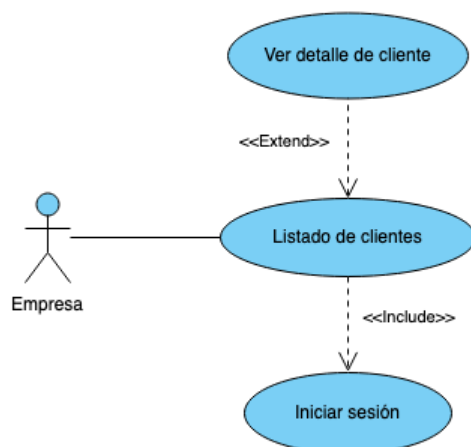 Ver detalle de cliente
<<Extend>>
Listado de clientes
Empresa
<<Include>>
Iniciar sesión